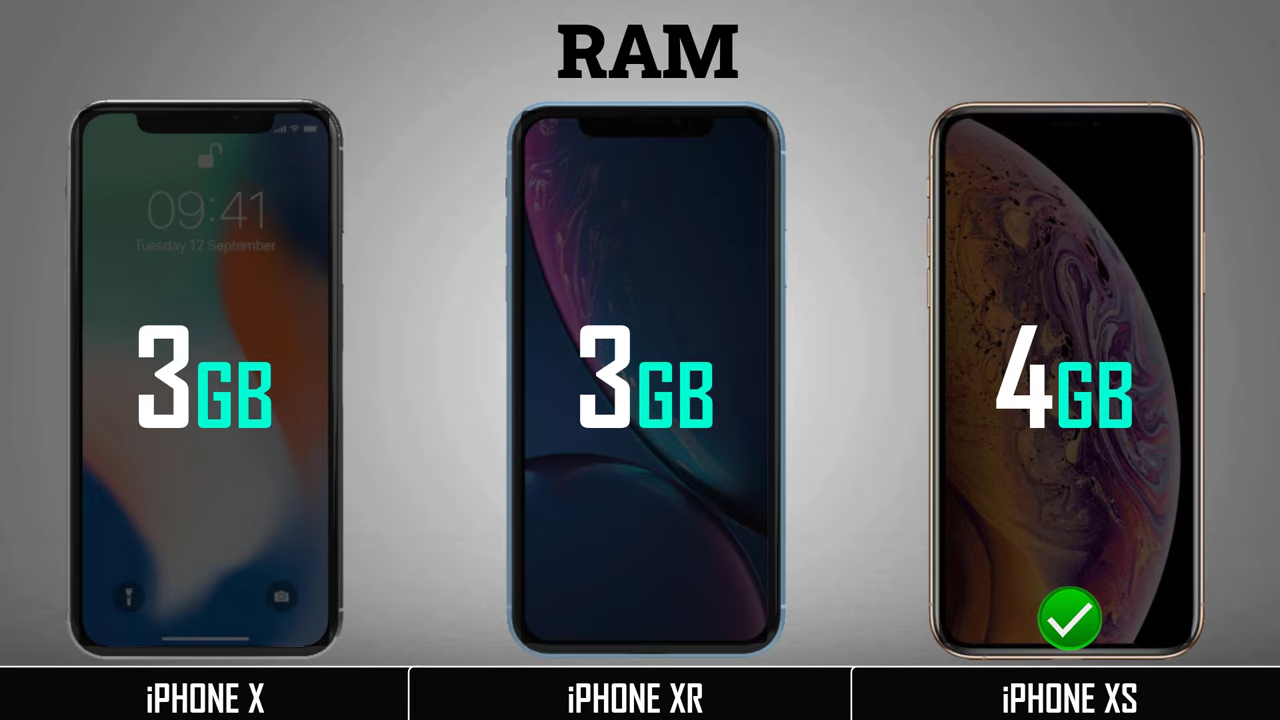 RAM
09:41
Tuesday 12 September
3GB
3GB
4GB
iPHONE X
iPHONE XR
iPHONE XS